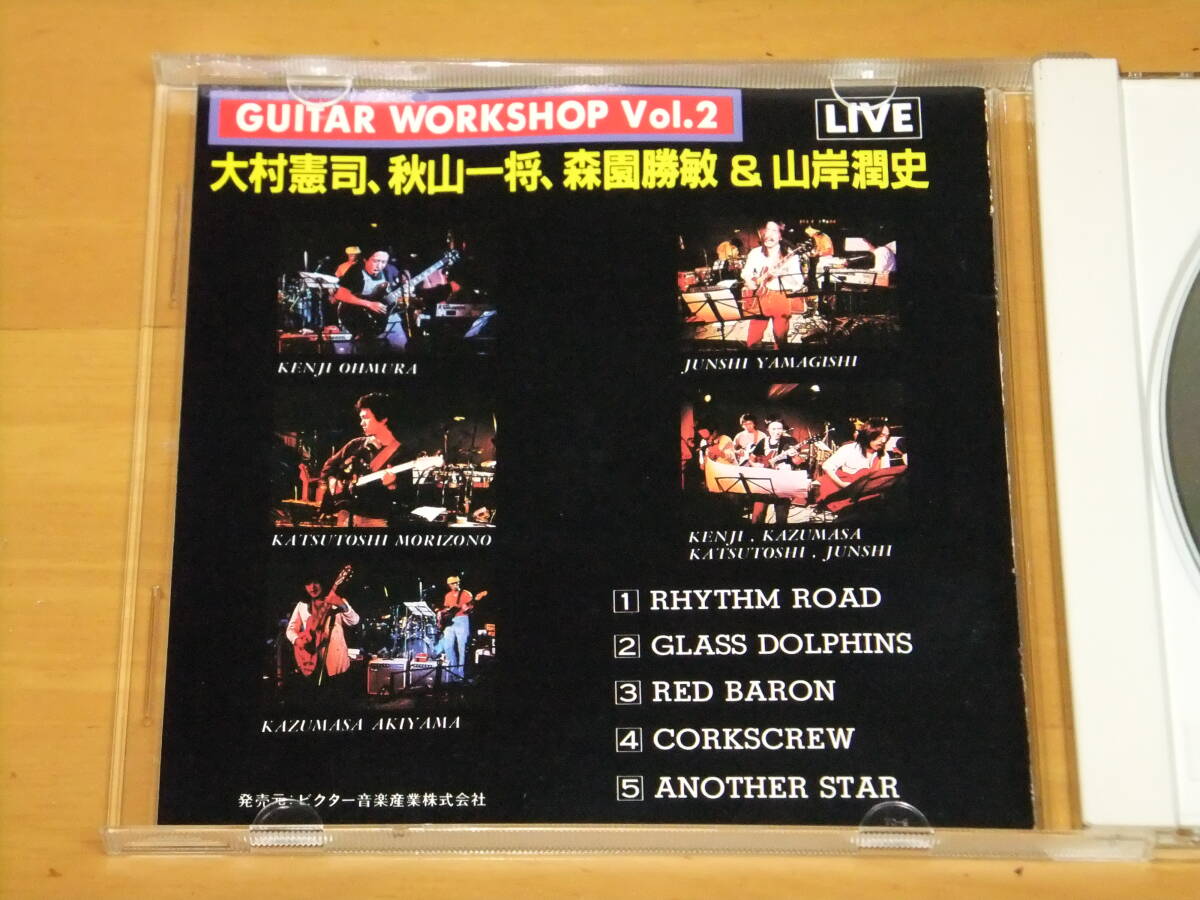 GUITAR WORKSHOP Vol.2
LIVE
大村憲司、秋山一将、森園勝敏 & 山岸潤史
KENJI OHMURA
JUNSHI YAMAGISHI
KATSUTOSHI MORIZONO
KENJI . KAZUMASA
KATSUTOSHI . JUNSHI
KAZUMASA AKIYAMA
1 RHYTHM ROAD
2 GLASS DOLPHINS
3 RED BARON
4 CORKSCREW
5 ANOTHER STAR
発売元:ビクター音楽産業株式会社